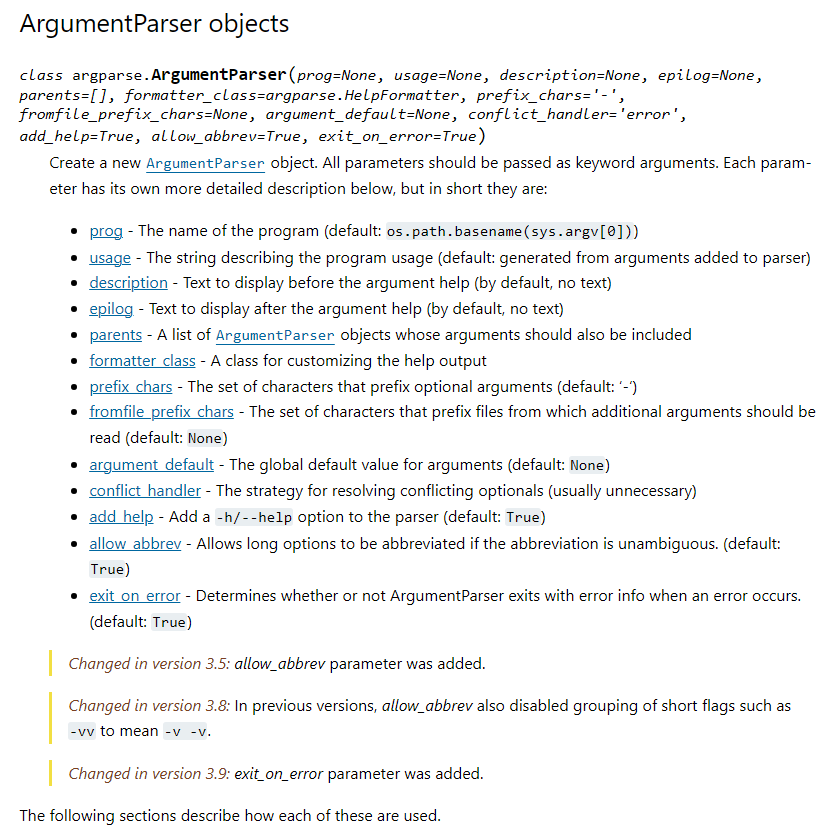 ArgumentParser objects
class argparse.ArgumentParser(prog=None, usage=None, description=None, epilog=None,
parents=[], formatter_class=argparse.HelpFormatter, prefix_chars='-',
fromfile_prefix_chars=None, argument_default=None, conflict_handler='error',
add_help=True, allow_abbrev=True, exit_on_error=True)
Create a new ArgumentParser object. All parameters should be passed as keyword arguments. Each param-
eter has its own more detailed description below, but in short they are:
• prog - The name of the program (default: os.path.basename(sys.argv[0]))
• usage - The string describing the program usage (default: generated from arguments added to parser)
• description - Text to display before the argument help (by default, no text)
• epilog - Text to display after the argument help (by default, no text)
• parents - A list of ArgumentParser objects whose arguments should also be included
• formatter_class - A class for customizing the help output
• prefix_chars - The set of characters that prefix optional arguments (default: ‘-‘)
• fromfile_prefix_chars - The set of characters that prefix files from which additional arguments should be
read (default: None)
• argument_default - The global default value for arguments (default: None)
• conflict_handler - The strategy for resolving conflicting optionals (usually unnecessary)
• add_help - Add a -h/--help option to the parser (default: True)
• allow_abbrev - Allows long options to be abbreviated if the abbreviation is unambiguous. (default:
True)
• exit_on_error - Determines whether or not ArgumentParser exits with error info when an error occurs.
(default: True)
Changed in version 3.5: allow_abbrev parameter was added.
Changed in version 3.8: In previous versions, allow_abbrev also disabled grouping of short flags such as
-vv to mean -v -v.
Changed in version 3.9: exit_on_error parameter was added.
The following sections describe how each of these are used.